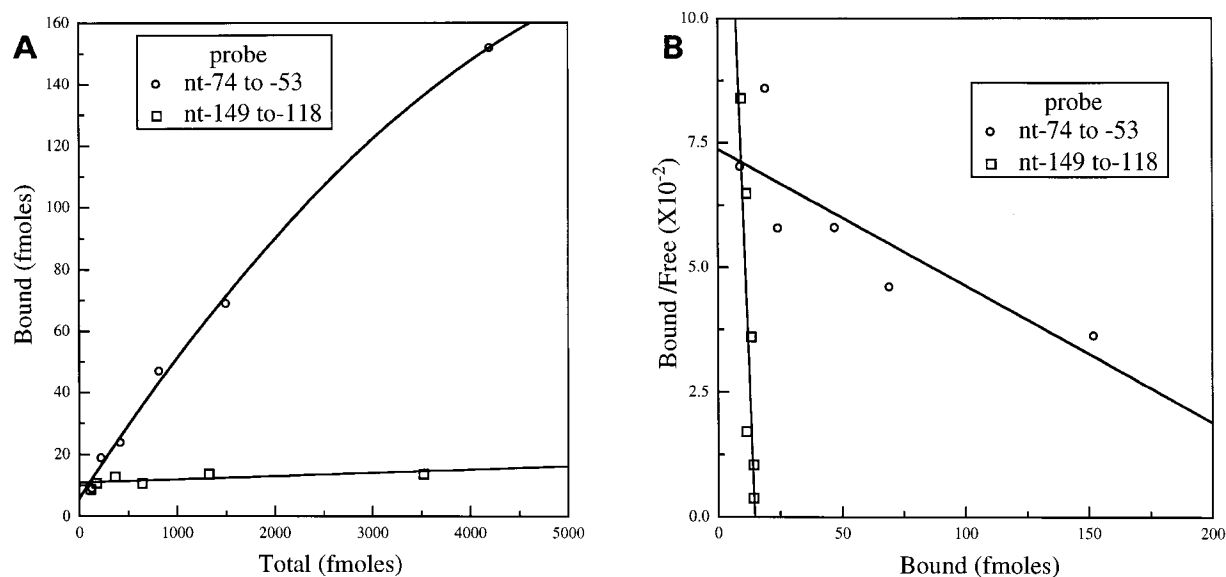 A
probe
nt-74 to -53
nt-149 to-118
Bound (fmoles)
160
140
120
100
80
60
40
20
0
0 1000 2000 3000 4000 5000
Total (fmoles)
B
probe
nt-74 to -53
nt-149 to-118
Bound /Free (X10⁻²)
10.0
7.5
5.0
2.5
0.0
0 50 100 150 200
Bound (fmoles)